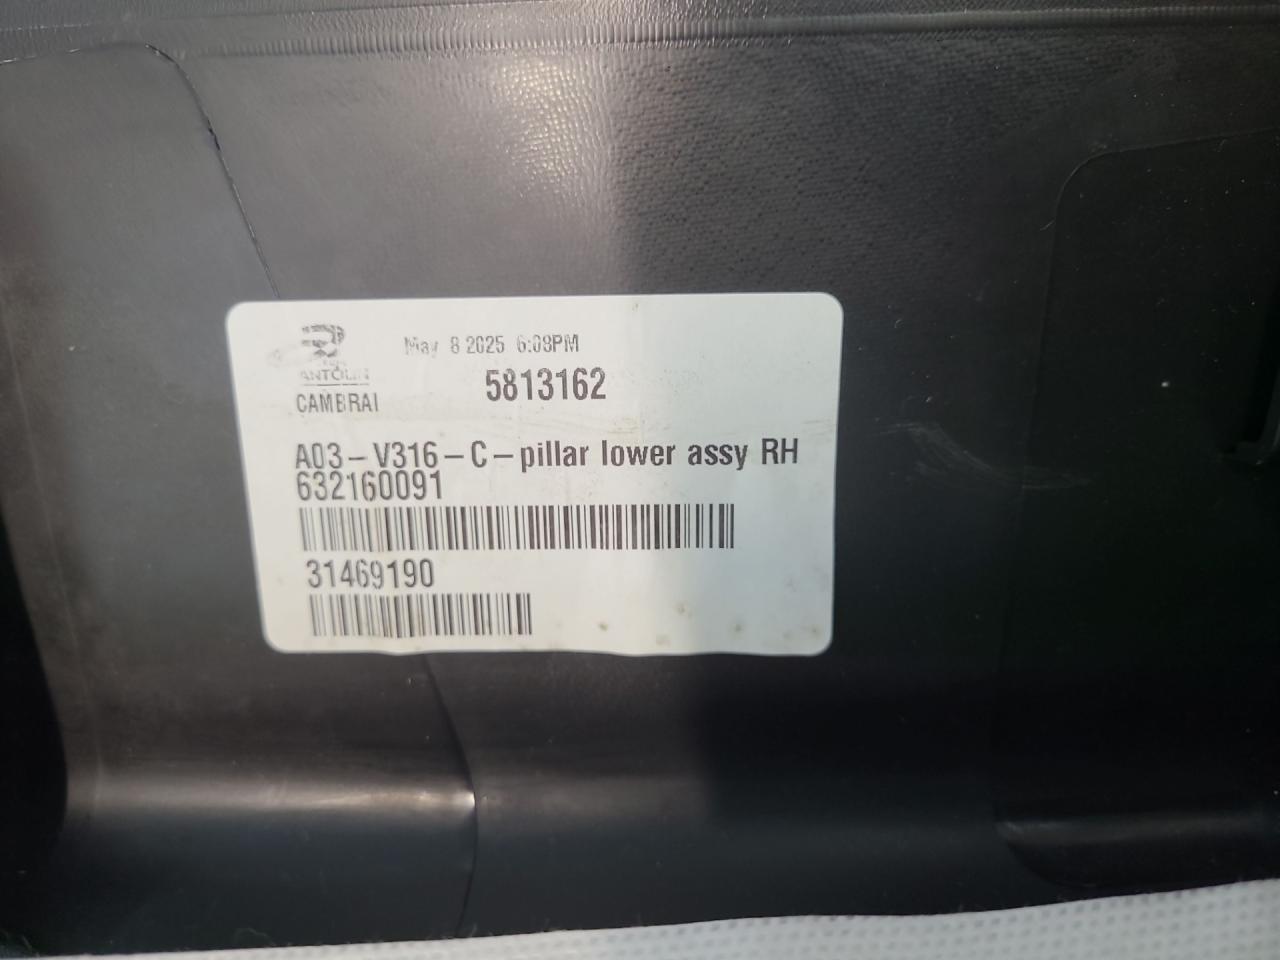 May 8 2025 6:08PM
ANTOLIN
5813162
CAMBRAI
A03-V316-C-pillar lower assy RH
632160091
31469190